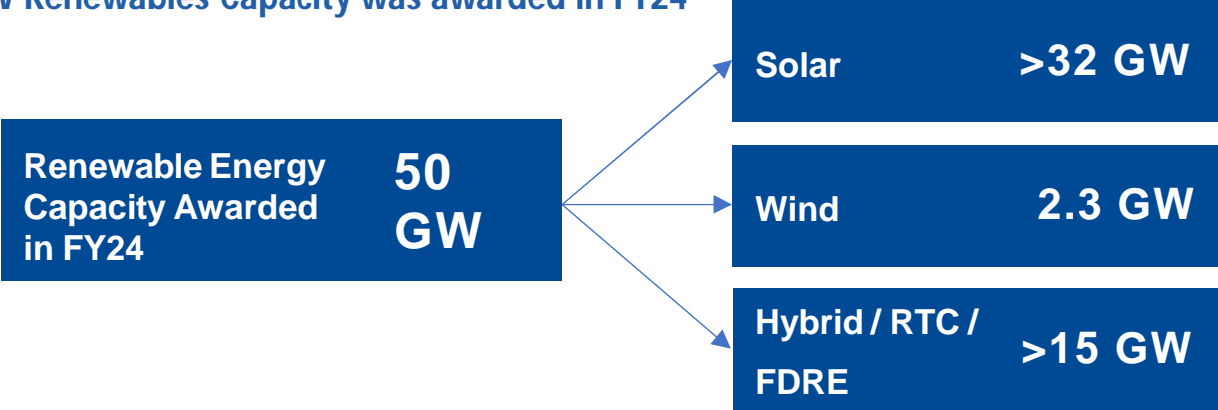 Renewables Capacity was awarded in FY24
Renewable Energy
Capacity Awarded
in FY24
50
GW
Solar >32 GW
Wind 2.3 GW
Hybrid / RTC /
FDRE
>15 GW